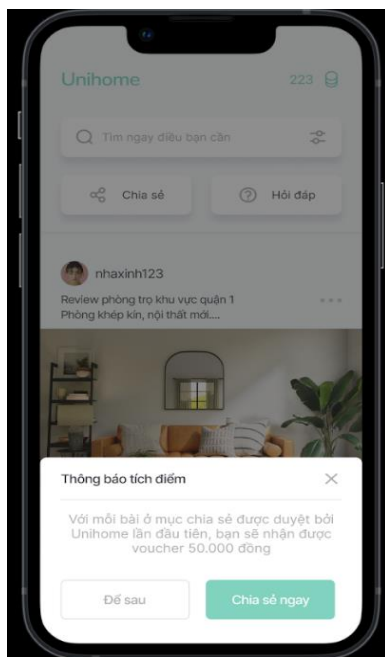 Unihome
223
Tìm ngay điều bạn cần
Chia sẻ
Hỏi đáp
nhaxinh123
Review phòng trọ khu vực quận 1
Phòng khép kín, nội thất mới....
Thông báo tích điểm
Với mỗi bài ở mục chia sẻ được duyệt bởi
Unihome lần đầu tiên, bạn sẽ nhận được
voucher 50.000 đồng
Để sau
Chia sẻ ngay